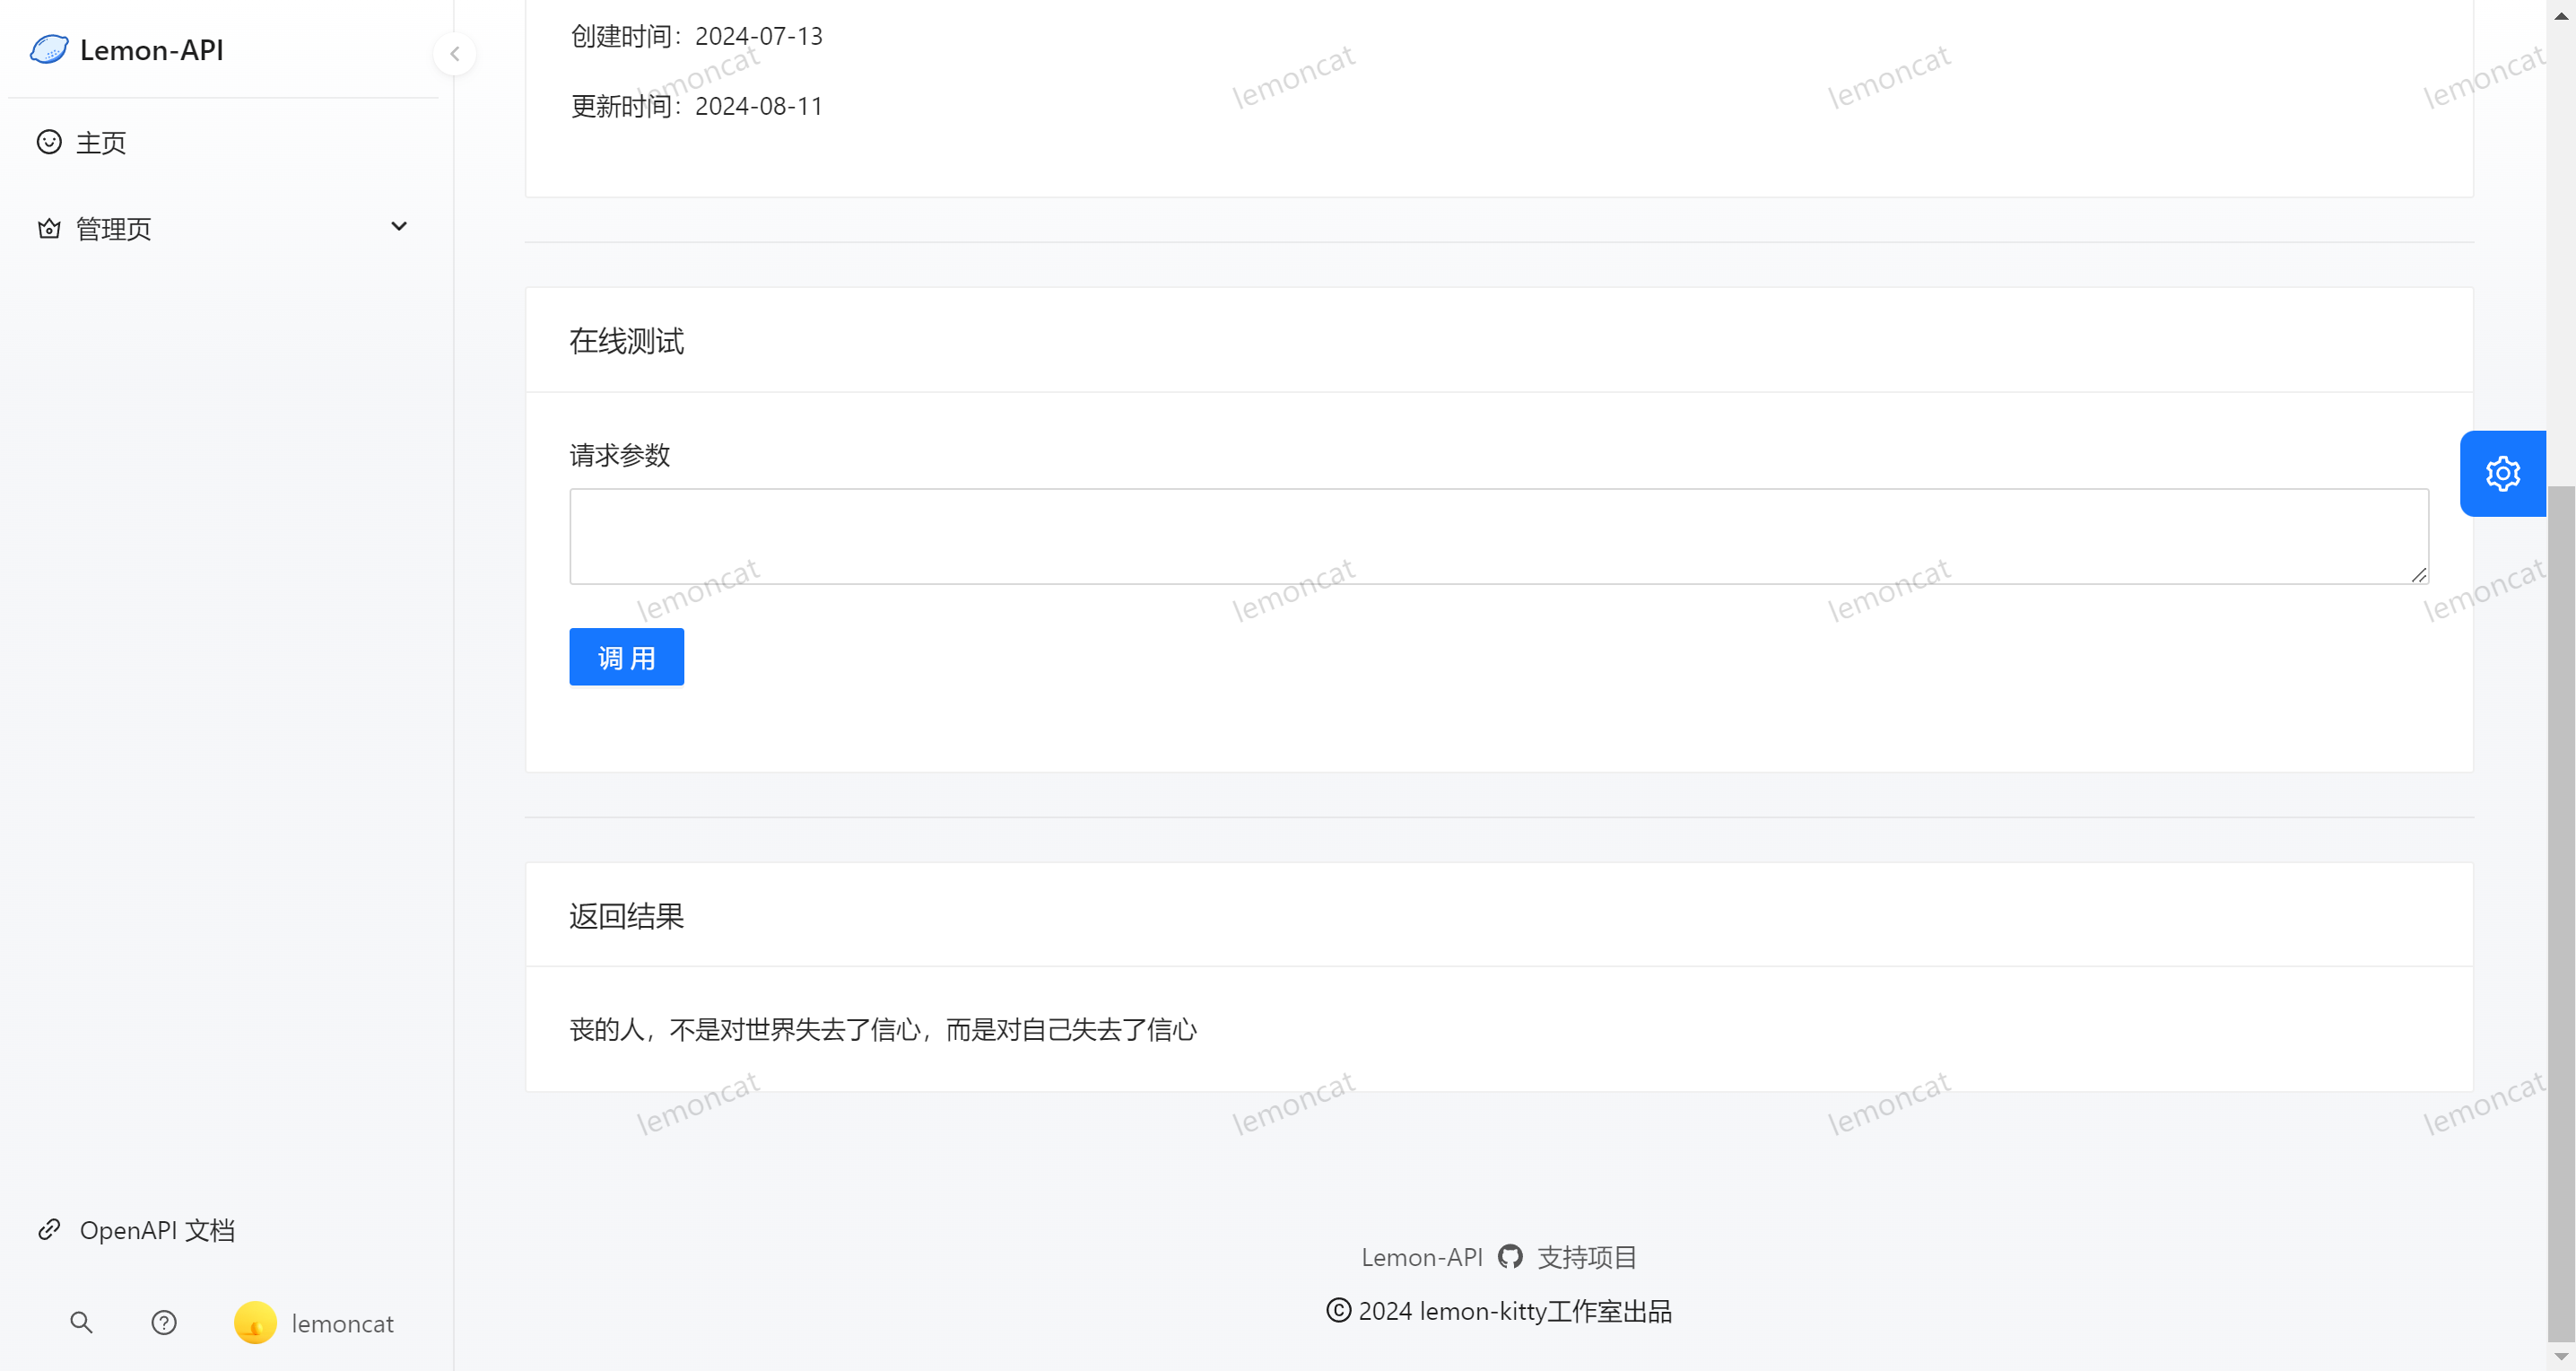 Lemon-API
主页
管理页
OpenAPI 文档
lemoncat
创建时间：2024-07-13
更新时间：2024-08-11
在线测试
请求参数
调 用
返回结果
丧的人，不是对世界失去了信心，而是对自己失去了信心
Lemon-API 支持项目
© 2024 lemon-kitty工作室出品
lemoncat
lemoncat
lemoncat
lemoncat
lemoncat
lemoncat
lemoncat
lemoncat
lemoncat
lemoncat
lemoncat
lemoncat